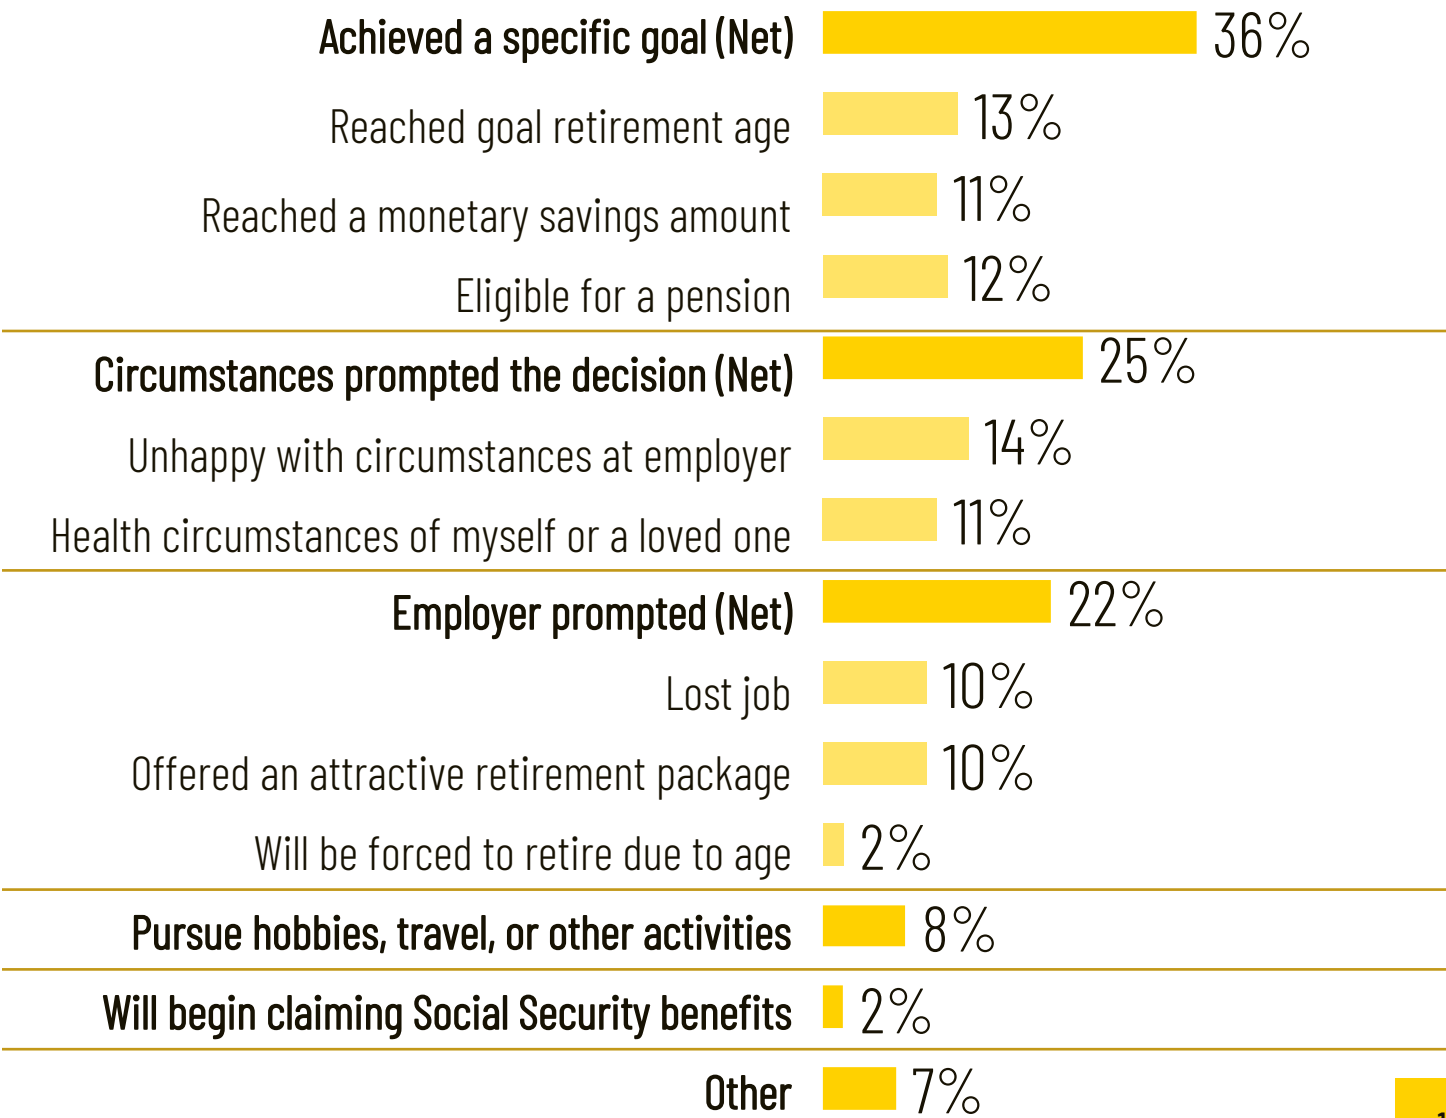 Achieved a specific goal (Net) 36%
Reached goal retirement age 13%
Reached a monetary savings amount 11%
Eligible for a pension 12%
Circumstances prompted the decision (Net) 25%
Unhappy with circumstances at employer 14%
Health circumstances of myself or a loved one 11%
Employer prompted (Net) 22%
Lost job 10%
Offered an attractive retirement package 10%
Will be forced to retire due to age 2%
Pursue hobbies, travel, or other activities 8%
Will begin claiming Social Security benefits 2%
Other 7%